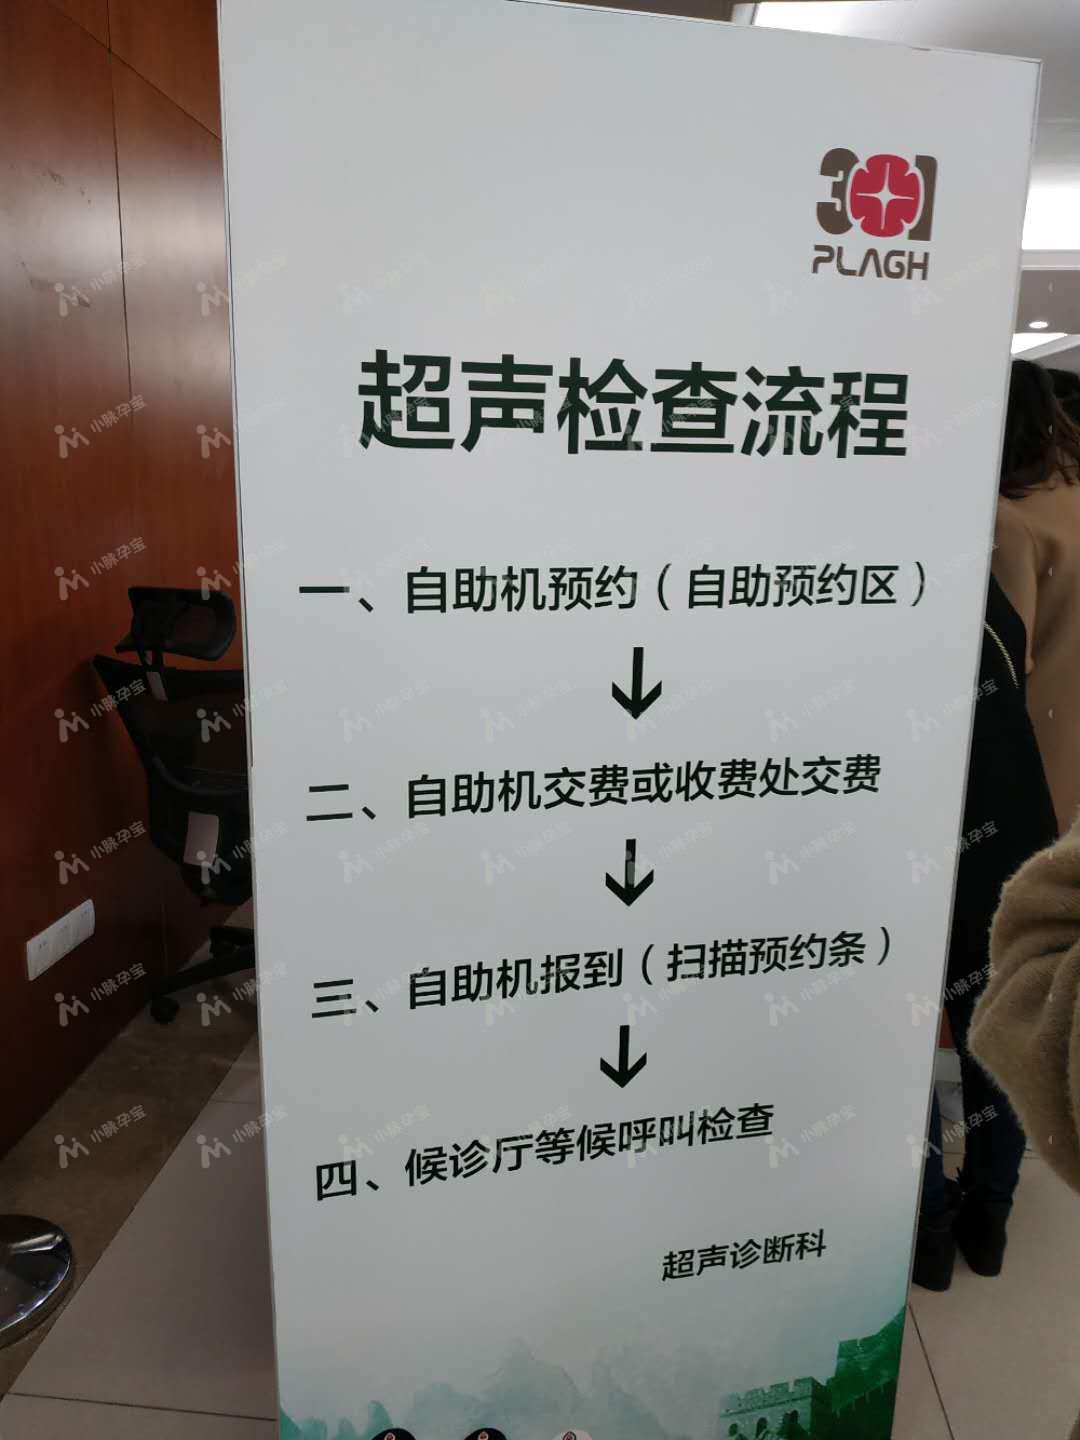 301
PLAGH
超声检查流程
一、自助机预约（自助预约区）
二、自助机交费或收费处交费
三、自助机报到（扫描预约条）
四、候诊厅等候呼叫检查
超声诊断科
小脉孕宝